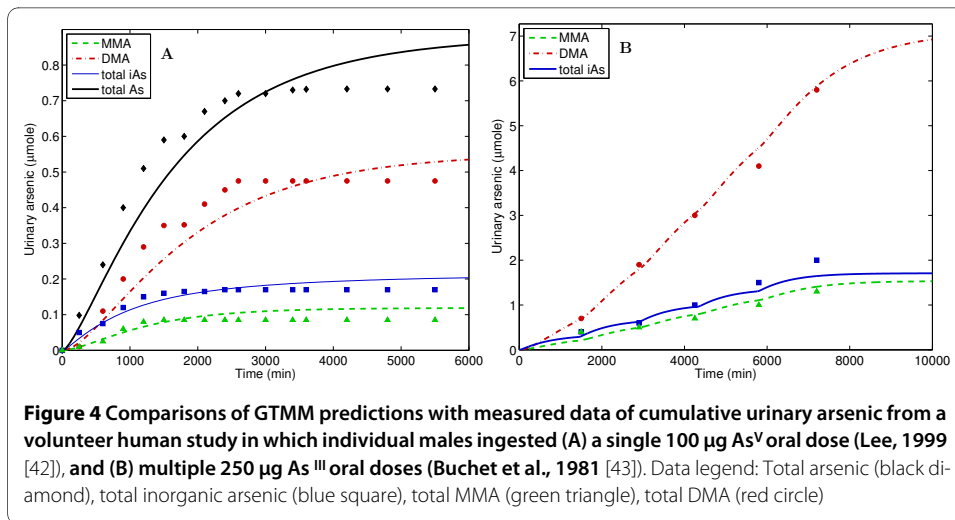 MMA
DMA
total iAs
total As
A
0.9
0.8
0.7
0.6
0.5
0.4
0.3
0.2
0.1
0
Urinary arsenic (µmole)
0 1000 2000 3000 4000 5000 6000
Time (min)
MMA
DMA
total iAs
B
7
6
5
4
3
2
1
0
Urinary arsenic (µmole)
0 2000 4000 6000 8000 10000
Time (min)
Figure 4 Comparisons of GTMM predictions with measured data of cumulative urinary arsenic from a
volunteer human study in which individual males ingested (A) a single 100 µg Asⱽ oral dose (Lee, 1999
[42]), and (B) multiple 250 µg As ᴵᴵᴵ oral doses (Buchet et al., 1981 [43]). Data legend: Total arsenic (black di-
amond), total inorganic arsenic (blue square), total MMA (green triangle), total DMA (red circle)